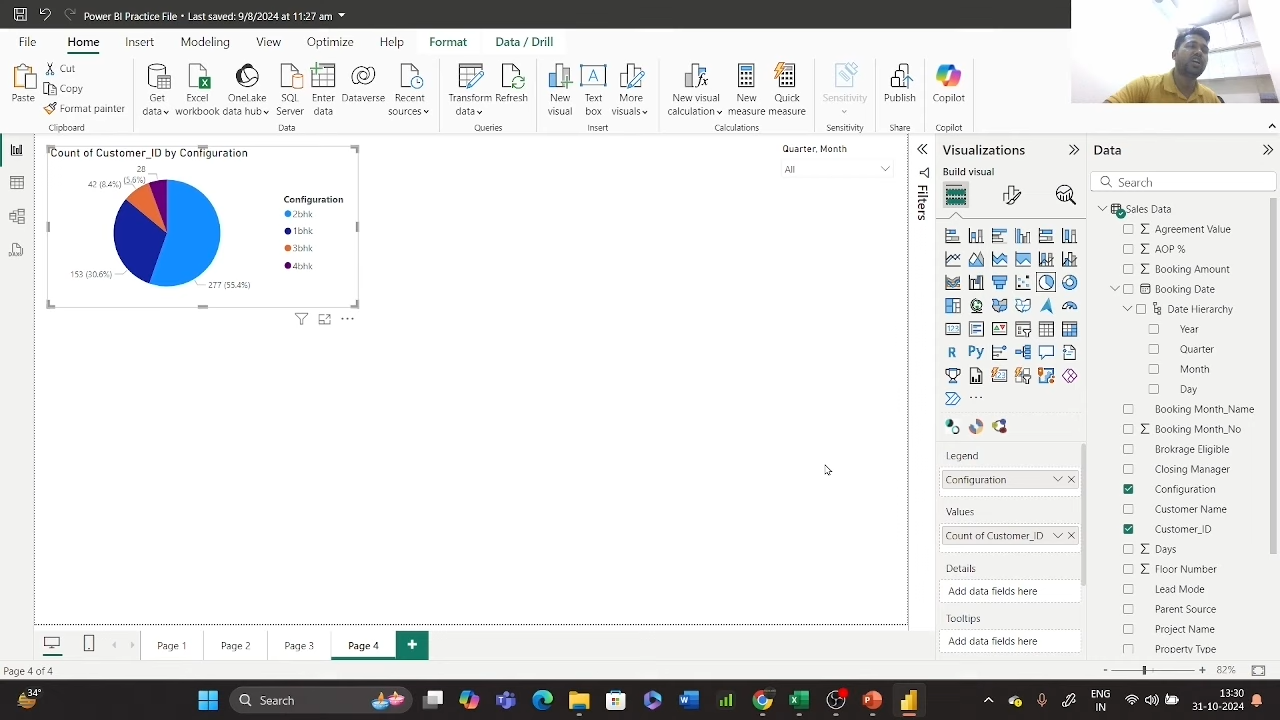 Power BI Practice File • Last saved: 9/8/2024 at 11:27 am
File Home Insert Modeling View Optimize Help Format Data / Drill
Paste
Cut
Copy
Format painter
Clipboard
Get data
Excel workbook
OneLake data hub
SQL Server
Enter data
Dataverse
Recent sources
Data
Transform data
Refresh
Queries
New visual
Text box
More visuals
Insert
New visual calculation
New measure
Quick measure
Calculations
Sensitivity
Sensitivity
Publish
Share
Copilot
Copilot
Count of Customer_ID by Configuration
28
(5.6%)
42 (8.4%)
153 (30.6%)
277 (55.4%)
Configuration
2bhk
1bhk
3bhk
4bhk
Quarter, Month
All
Filters
Visualizations
Build visual
R Py
123
Legend
Configuration
Values
Count of Customer_ID
Details
Add data fields here
Tooltips
Add data fields here
Data
Search
Sales Data
Agreement Value
AOP %
Booking Amount
Booking Date
Date Hierarchy
Year
Quarter
Month
Day
Booking Month_Name
Booking Month_No
Brokrage Eligible
Closing Manager
Configuration
Customer Name
Customer_ID
Days
Floor Number
Lead Mode
Parent Source
Project Name
Property Type
Page 1 Page 2 Page 3 Page 4
Page 4 of 4
82%
34°
Search
ENG
IN
13:30
31-10-2024